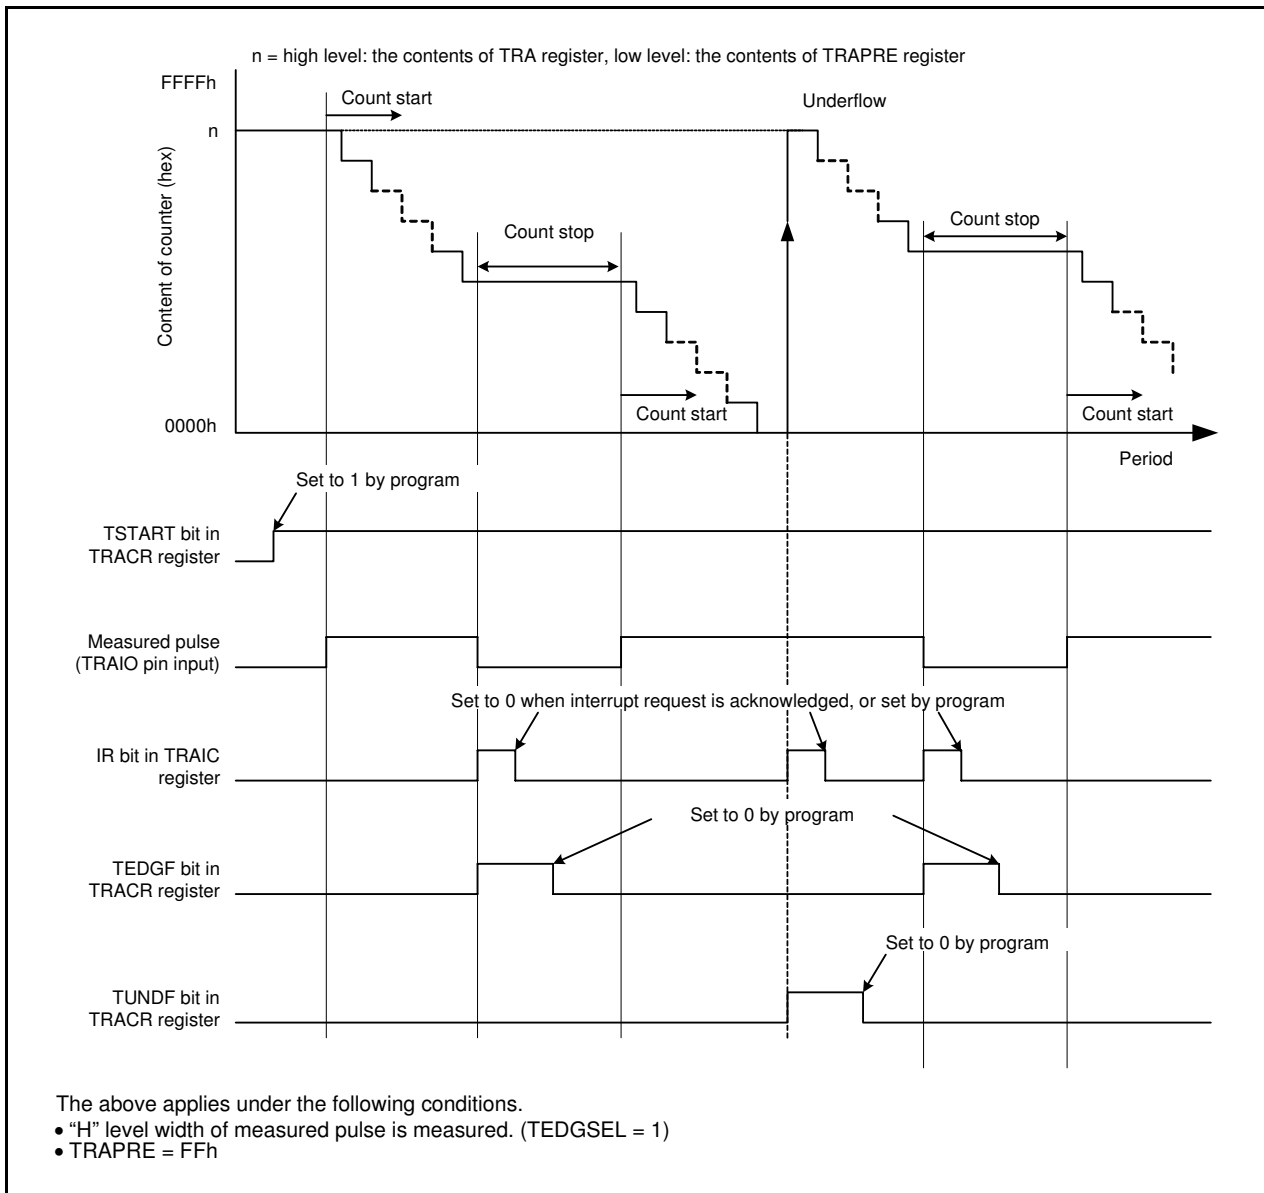 n = high level: the contents of TRA register, low level: the contents of TRAPRE register
FFFFh
Count start
Underflow
n
Content of counter (hex)
Count stop
Count stop
Count start
Count start
0000h
Period
Set to 1 by program
TSTART bit in
TRACR register
Measured pulse
(TRAIO pin input)
Set to 0 when interrupt request is acknowledged, or set by program
IR bit in TRAIC
register
Set to 0 by program
TEDGF bit in
TRACR register
Set to 0 by program
TUNDF bit in
TRACR register
The above applies under the following conditions.
• “H” level width of measured pulse is measured. (TEDGSEL = 1)
• TRAPRE = FFh